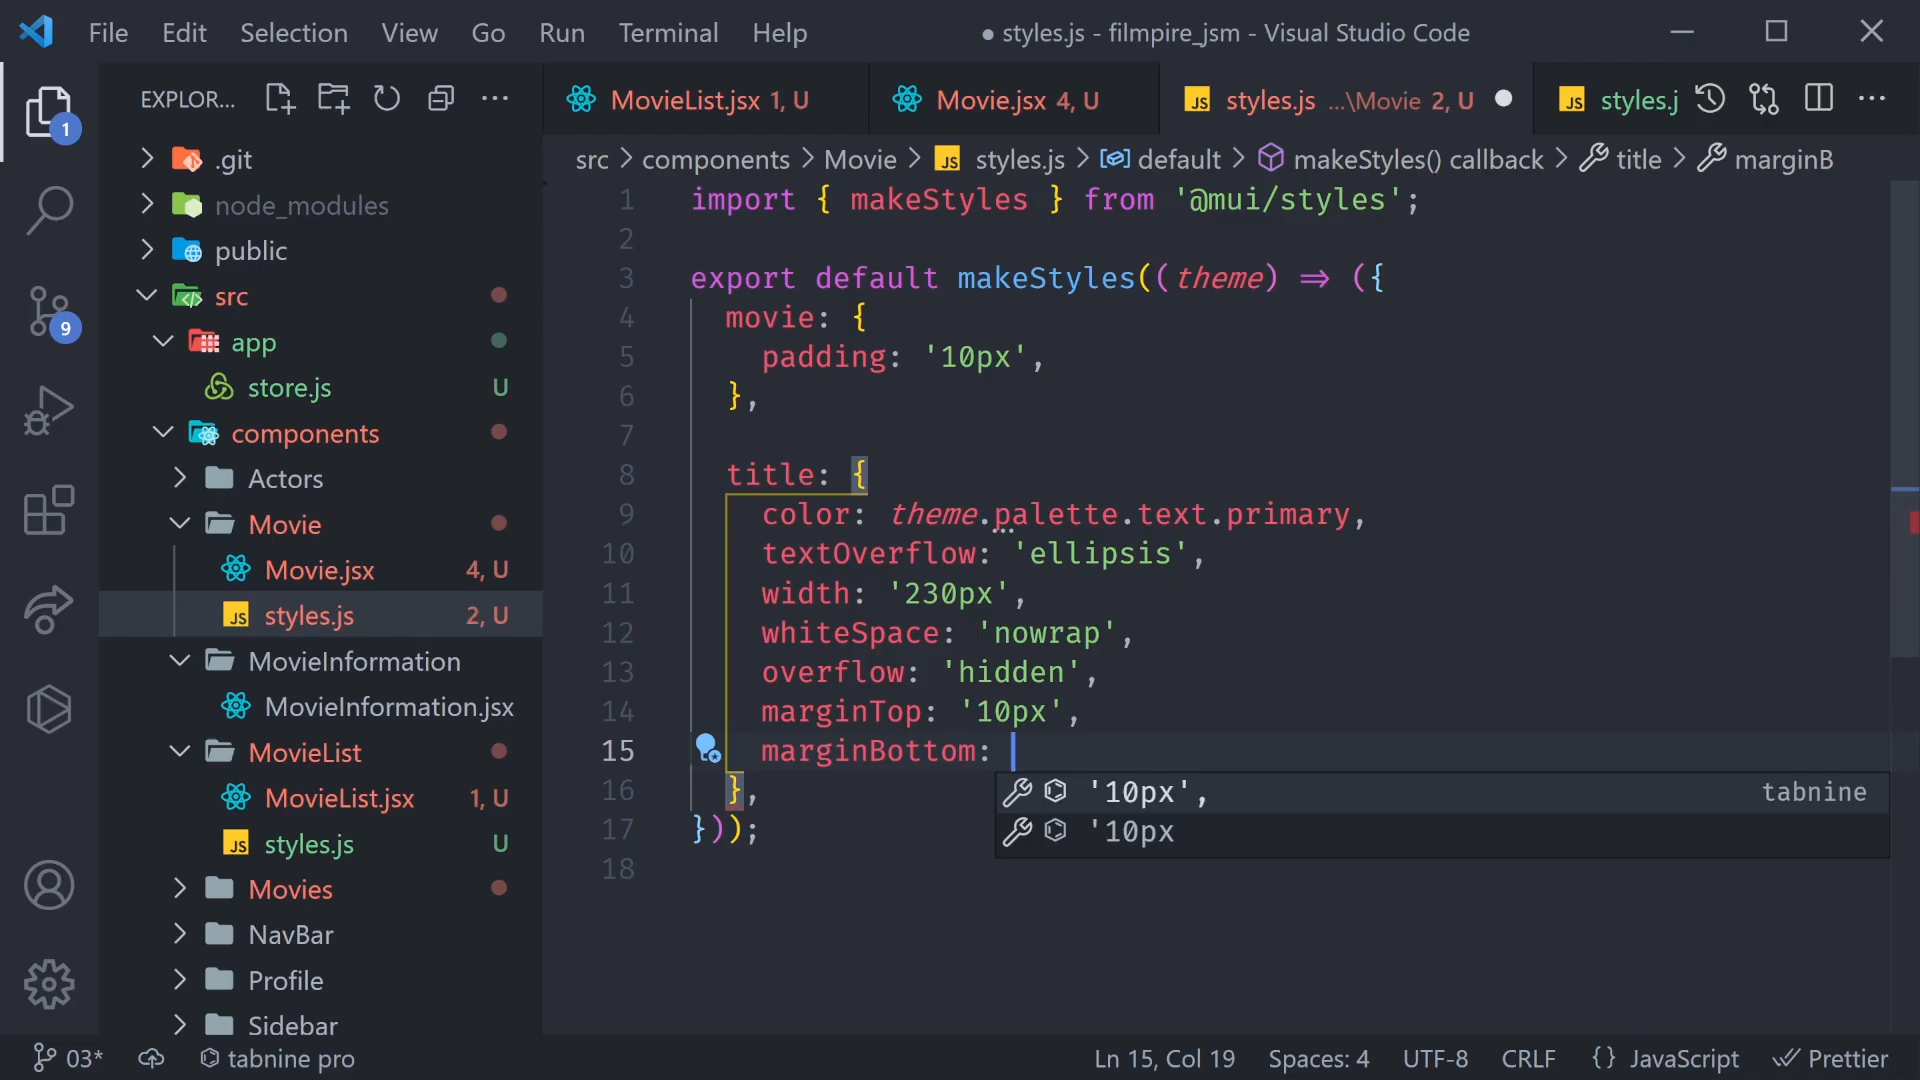 File Edit Selection View Go Run Terminal Help
● styles.js - filmpire_jsm - Visual Studio Code
EXPLOR...
MovieList.jsx 1, U
Movie.jsx 4, U
styles.js ...\Movie 2, U
styles.j
src > components > Movie > styles.js > default > makeStyles() callback > title > marginB
1
9
.git
node_modules
public
src
app
store.js U
components
Actors
Movie
Movie.jsx 4, U
styles.js 2, U
MovieInformation
MovieInformation.jsx
MovieList
MovieList.jsx 1, U
styles.js U
Movies
NavBar
Profile
Sidebar
1 import { makeStyles } from '@mui/styles';
2
3 export default makeStyles((theme) => ({
4 movie: {
5 padding: '10px',
6 },
7
8 title: {
9 color: theme.palette.text.primary,
10 textOverflow: 'ellipsis',
11 width: '230px',
12 whiteSpace: 'nowrap',
13 overflow: 'hidden',
14 marginTop: '10px',
15 marginBottom:
16 },
17 }));
18
'10px', tabnine
'10px
03* tabnine pro
Ln 15, Col 19 Spaces: 4 UTF-8 CRLF {} JavaScript Prettier